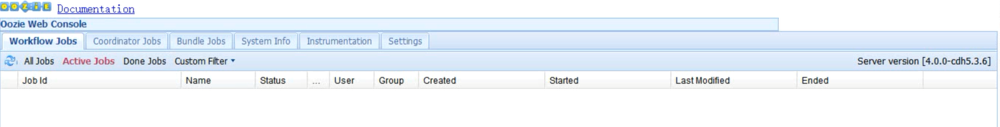 OOZiE Documentation
Oozie Web Console
Workflow Jobs Coordinator Jobs Bundle Jobs System Info Instrumentation Settings
All Jobs Active Jobs Done Jobs Custom Filter Server version [4.0.0-cdh5.3.6]
Job Id Name Status ... User Group Created Started Last Modified Ended